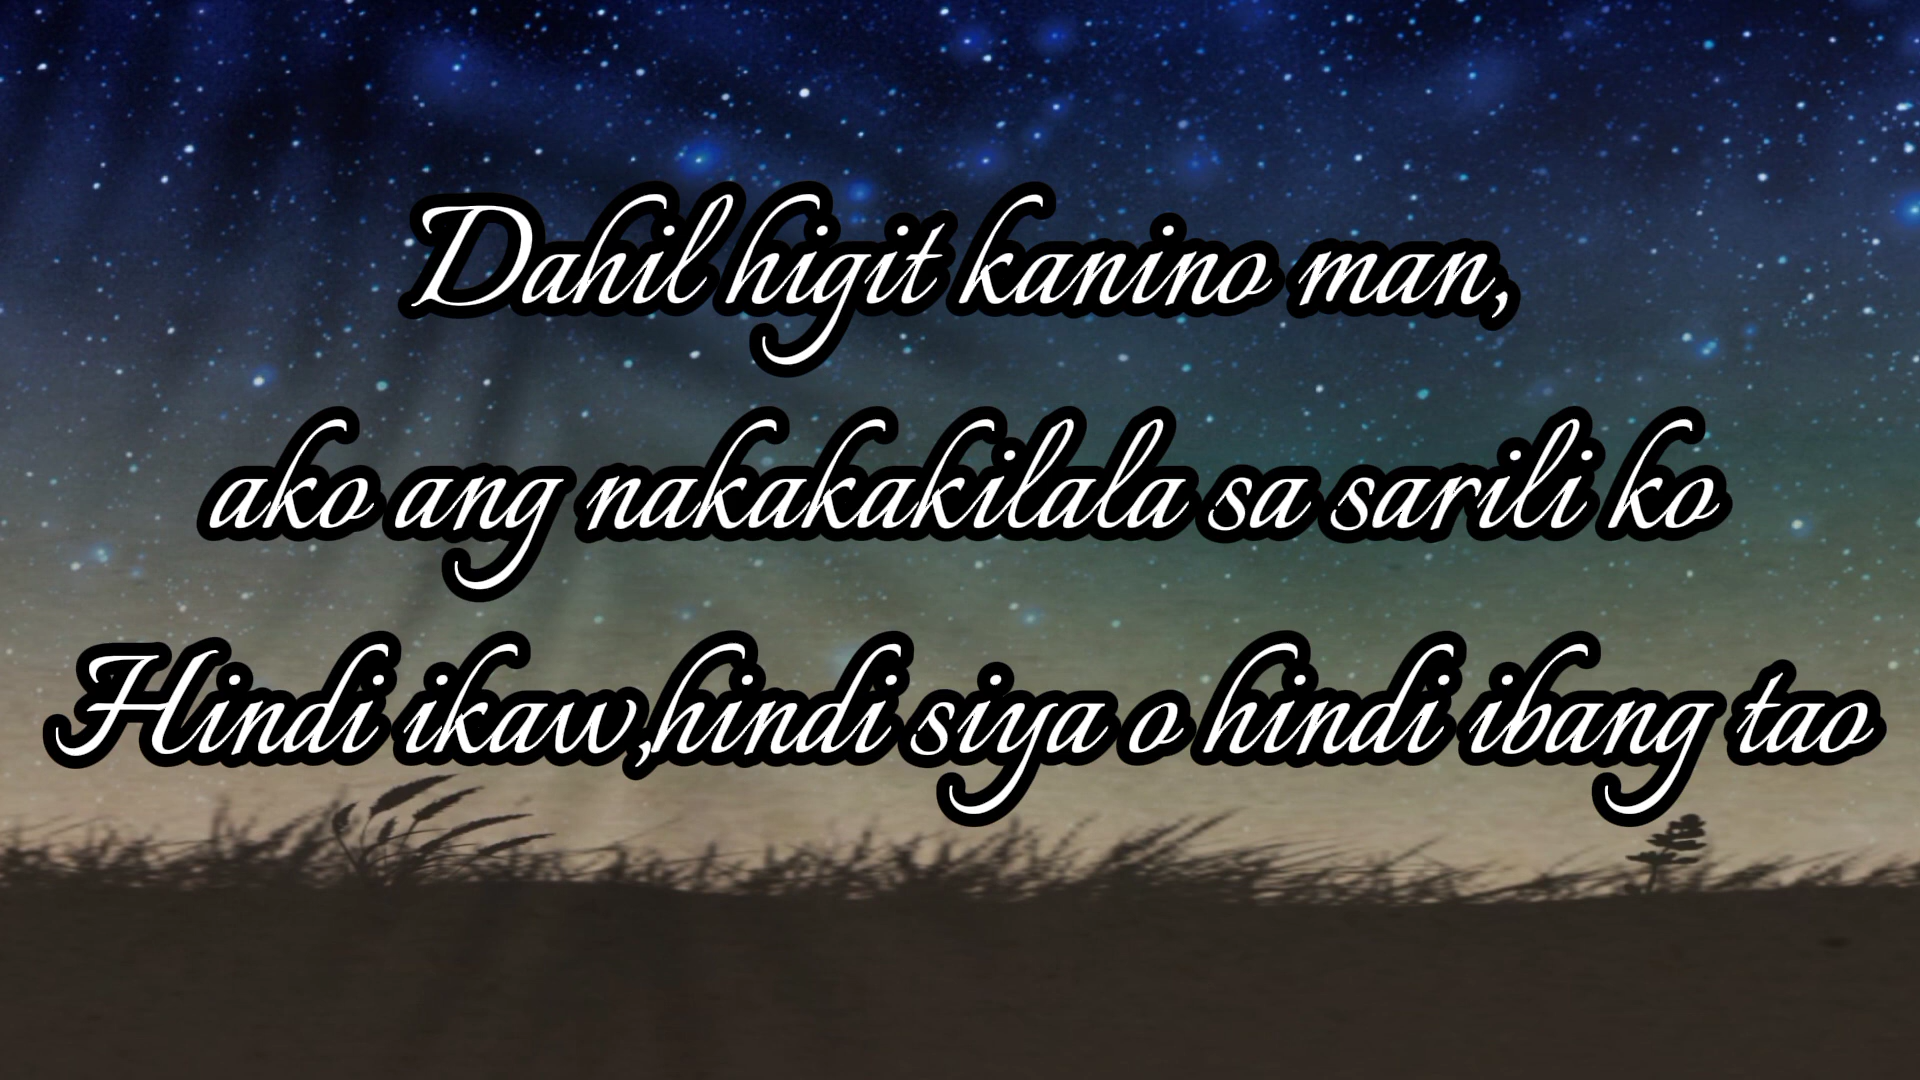 Dahil higit kanino man,
ako ang nakakakilala sa sarili ko
Hindi ikaw,hindi siya o hindi ibang tao